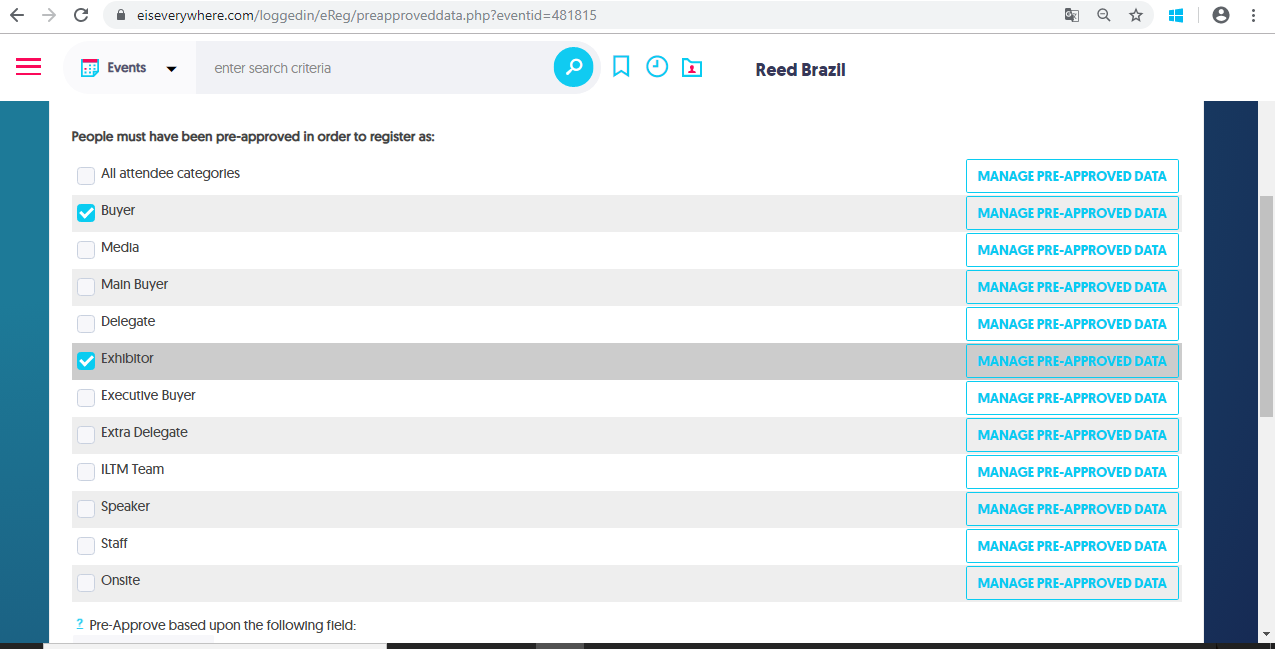 eiseverywhere.com/loggedin/eReg/preapproveddata.php?eventid=481815
Events enter search criteria Reed Brazil
People must have been pre-approved in order to register as:
All attendee categories MANAGE PRE-APPROVED DATA
Buyer MANAGE PRE-APPROVED DATA
Media MANAGE PRE-APPROVED DATA
Main Buyer MANAGE PRE-APPROVED DATA
Delegate MANAGE PRE-APPROVED DATA
Exhibitor MANAGE PRE-APPROVED DATA
Executive Buyer MANAGE PRE-APPROVED DATA
Extra Delegate MANAGE PRE-APPROVED DATA
ILTM Team MANAGE PRE-APPROVED DATA
Speaker MANAGE PRE-APPROVED DATA
Staff MANAGE PRE-APPROVED DATA
Onsite MANAGE PRE-APPROVED DATA
? Pre-Approve based upon the following field: